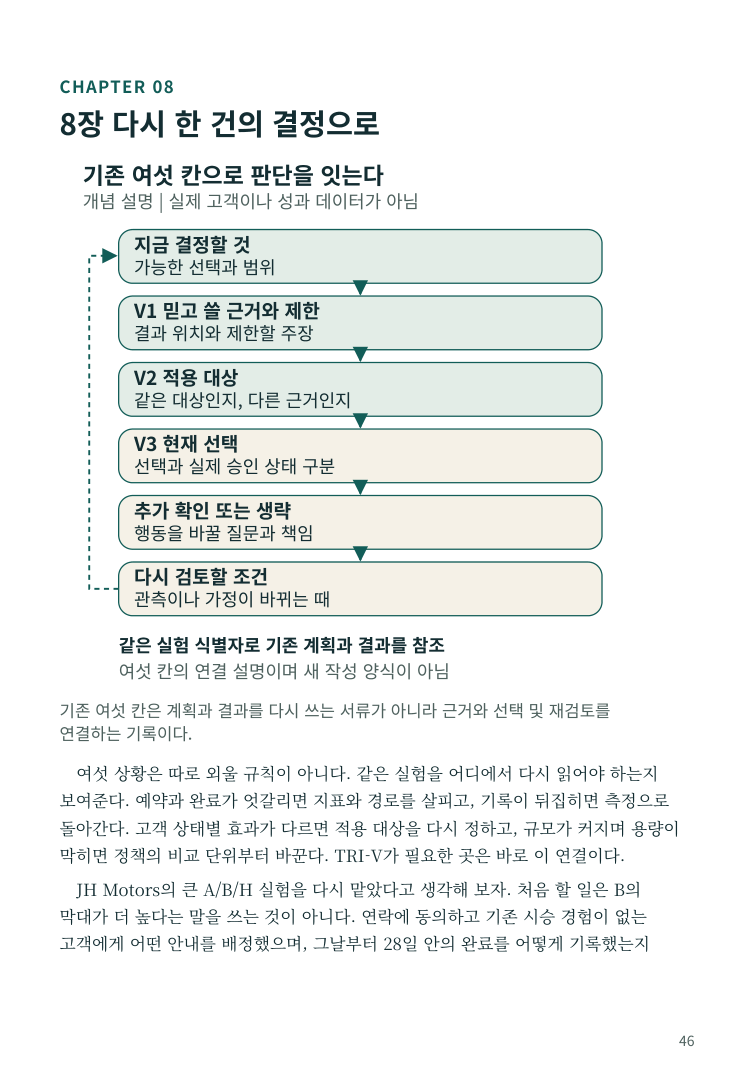 CHAPTER 08
8장 다시 한 건의 결정으로
기존 여섯 칸으로 판단을 잇는다
개념 설명 | 실제 고객이나 성과 데이터가 아님
지금 결정할 것
가능한 선택과 범위
V1 믿고 쓸 근거와 제한
결과 위치와 제한할 주장
V2 적용 대상
같은 대상인지, 다른 근거인지
V3 현재 선택
선택과 실제 승인 상태 구분
추가 확인 또는 생략
행동을 바꿀 질문과 책임
다시 검토할 조건
관측이나 가정이 바뀌는 때
같은 실험 식별자로 기존 계획과 결과를 참조
여섯 칸의 연결 설명이며 새 작성 양식이 아님
기존 여섯 칸은 계획과 결과를 다시 쓰는 서류가 아니라 근거와 선택 및 재검토를
연결하는 기록이다.
여섯 상황은 따로 외울 규칙이 아니다. 같은 실험을 어디에서 다시 읽어야 하는지
보여준다. 예약과 완료가 엇갈리면 지표와 경로를 살피고, 기록이 뒤집히면 측정으로
돌아간다. 고객 상태별 효과가 다르면 적용 대상을 다시 정하고, 규모가 커지며 용량이
막히면 정책의 비교 단위부터 바꾼다. TRI-V가 필요한 곳은 바로 이 연결이다.
JH Motors의 큰 A/B/H 실험을 다시 맡았다고 생각해 보자. 처음 할 일은 B의
막대가 더 높다는 말을 쓰는 것이 아니다. 연락에 동의하고 기존 시승 경험이 없는
고객에게 어떤 안내를 배정했으며, 그날부터 28일 안의 완료를 어떻게 기록했는지
46